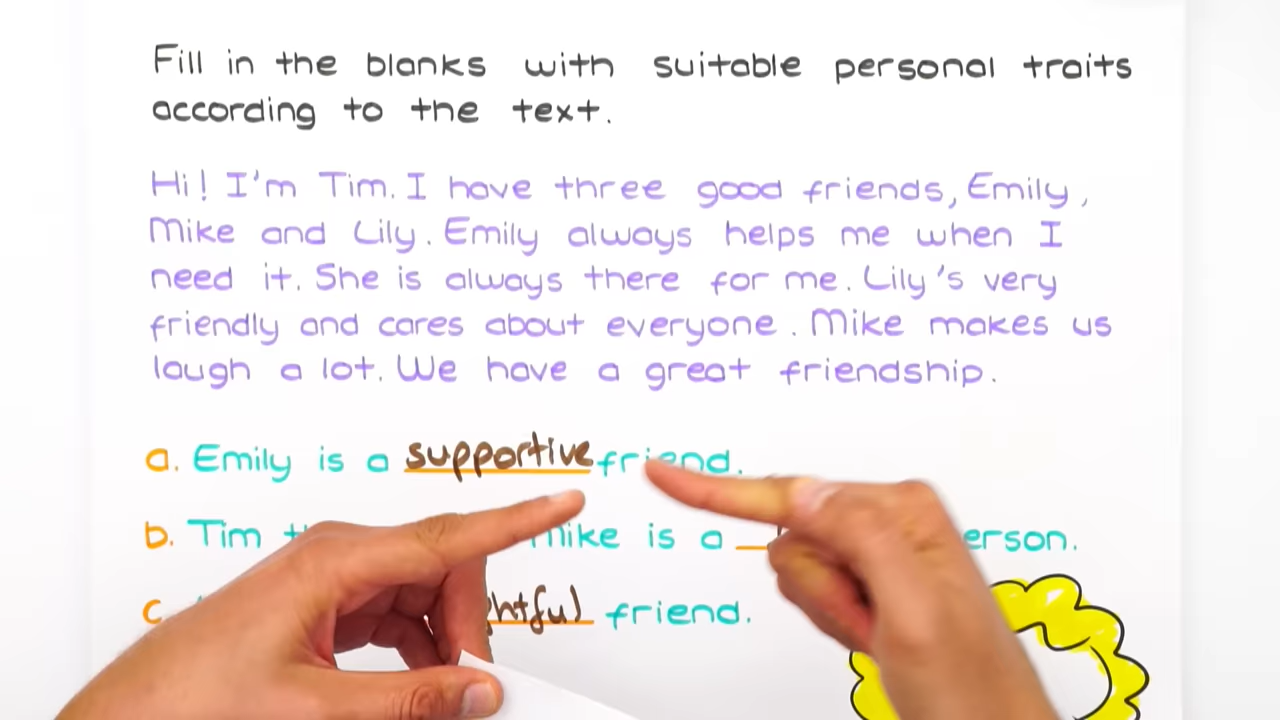 Fill in the blanks with suitable personal traits
according to the text.
Hi! I'm Tim. I have three good friends, Emily,
Mike and Lily. Emily always helps me when I
need it. She is always there for me. Lily's very
friendly and cares about everyone. Mike makes us
laugh a lot. We have a great friendship.
a. Emily is a supportive friend.
b. Tim Mike is a
c. friend.